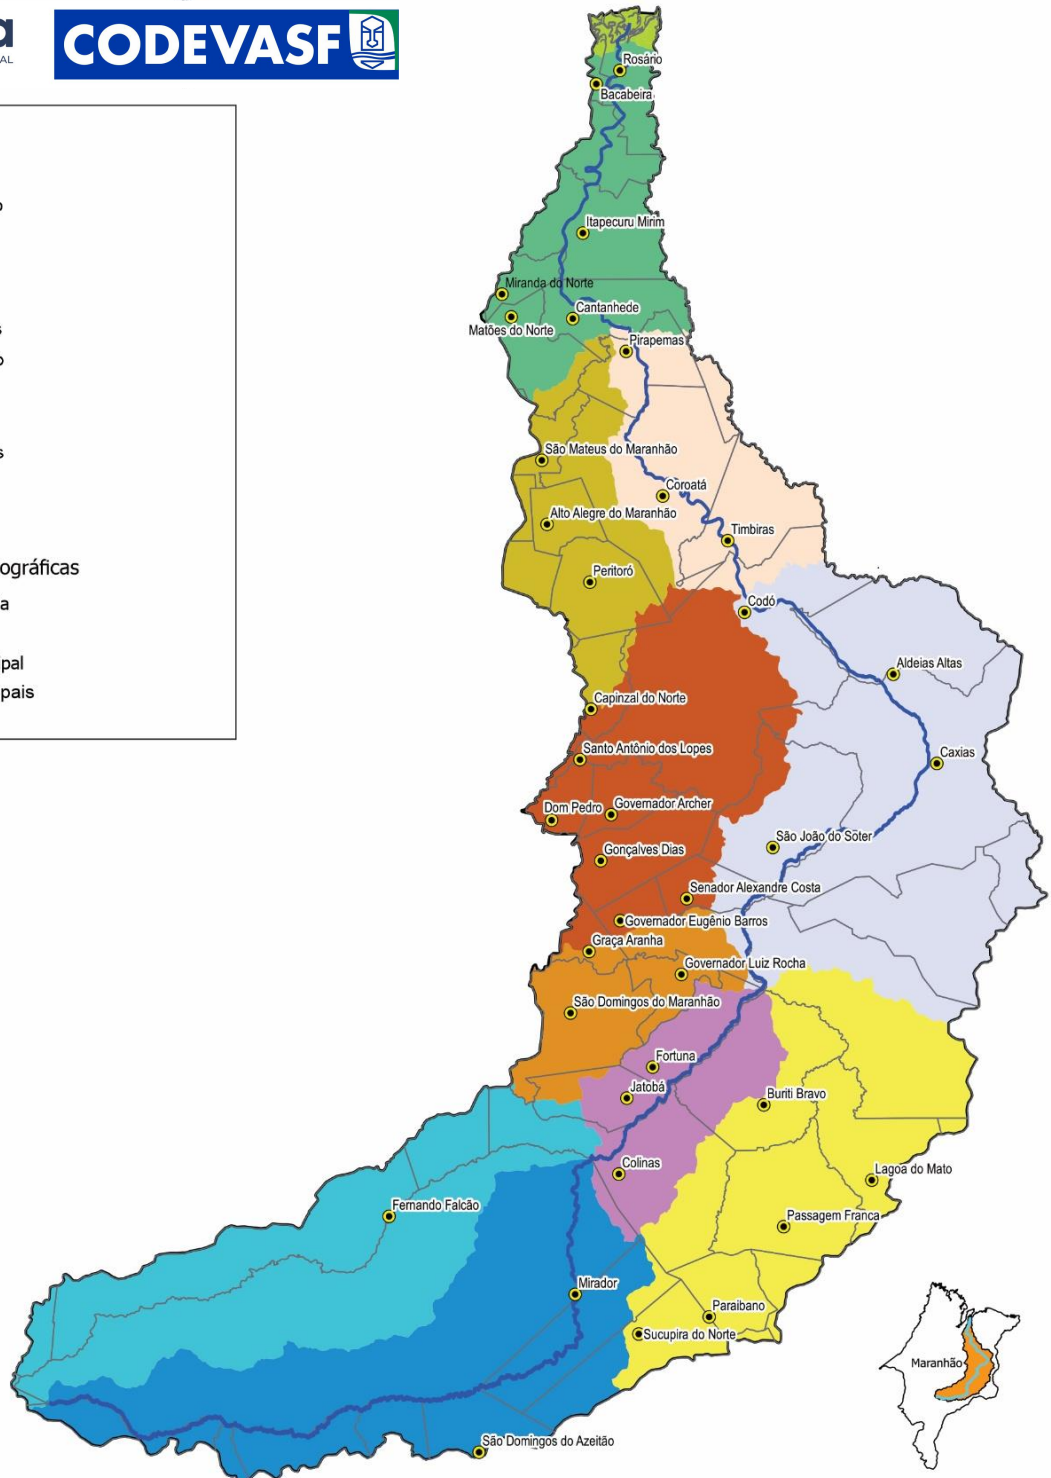 CODEVASF
AL
ográficas
a
pal
pais
Rosário
Bacabeira
Itapecuru Mirim
Miranda do Norte
Cantanhede
Matões do Norte
Pirapemas
São Mateus do Maranhão
Coroatá
Alto Alegre do Maranhão
Timbiras
Peritoró
Codó
Aldeias Altas
Capinzal do Norte
Santo Antônio dos Lopes
Caxias
Dom Pedro
Governador Archer
São João do Soter
Gonçalves Dias
Senador Alexandre Costa
Governador Eugênio Barros
Graça Aranha
Governador Luiz Rocha
São Domingos do Maranhão
Fortuna
Jatobá
Buriti Bravo
Colinas
Lagoa do Mato
Fernando Falcão
Passagem Franca
Mirador
Paraibano
Sucupira do Norte
Maranhão
São Domingos do Azeitão